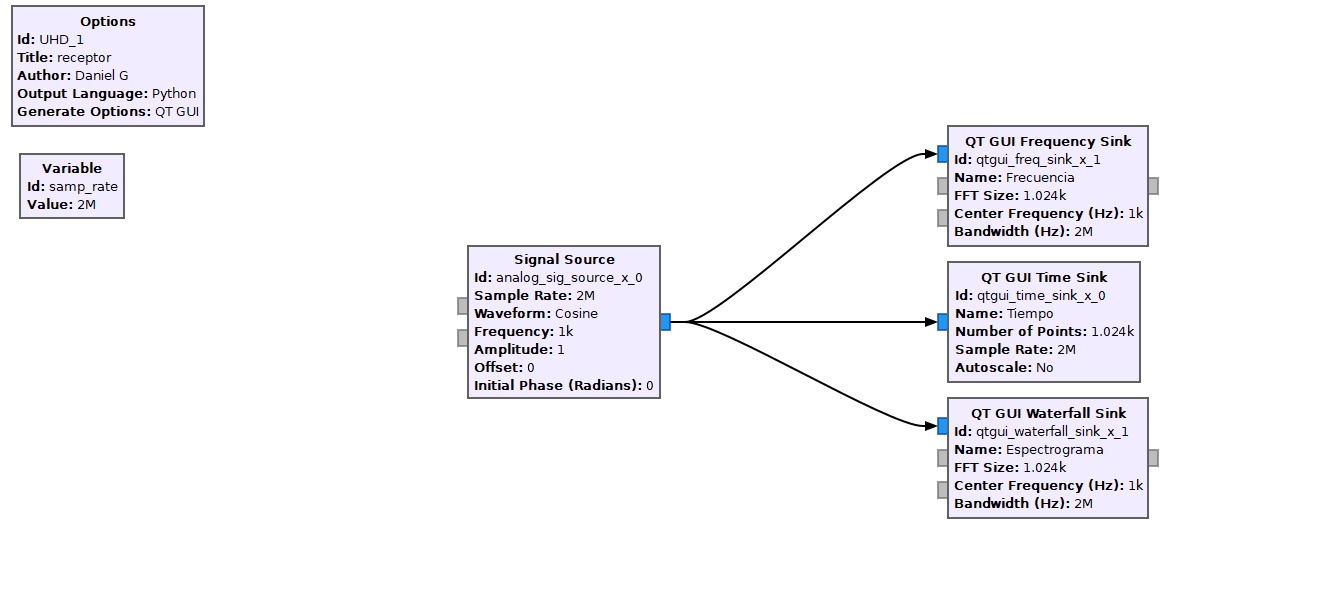 Options
Id: UHD_1
Title: receptor
Author: Daniel G
Output Language: Python
Generate Options: QT GUI
Variable
Id: samp_rate
Value: 2M
Signal Source
Id: analog_sig_source_x_0
Sample Rate: 2M
Waveform: Cosine
Frequency: 1k
Amplitude: 1
Offset: 0
Initial Phase (Radians): 0
QT GUI Frequency Sink
Id: qtgui_freq_sink_x_1
Name: Frecuencia
FFT Size: 1.024k
Center Frequency (Hz): 1k
Bandwidth (Hz): 2M
QT GUI Time Sink
Id: qtgui_time_sink_x_0
Name: Tiempo
Number of Points: 1.024k
Sample Rate: 2M
Autoscale: No
QT GUI Waterfall Sink
Id: qtgui_waterfall_sink_x_1
Name: Espectrograma
FFT Size: 1.024k
Center Frequency (Hz): 1k
Bandwidth (Hz): 2M